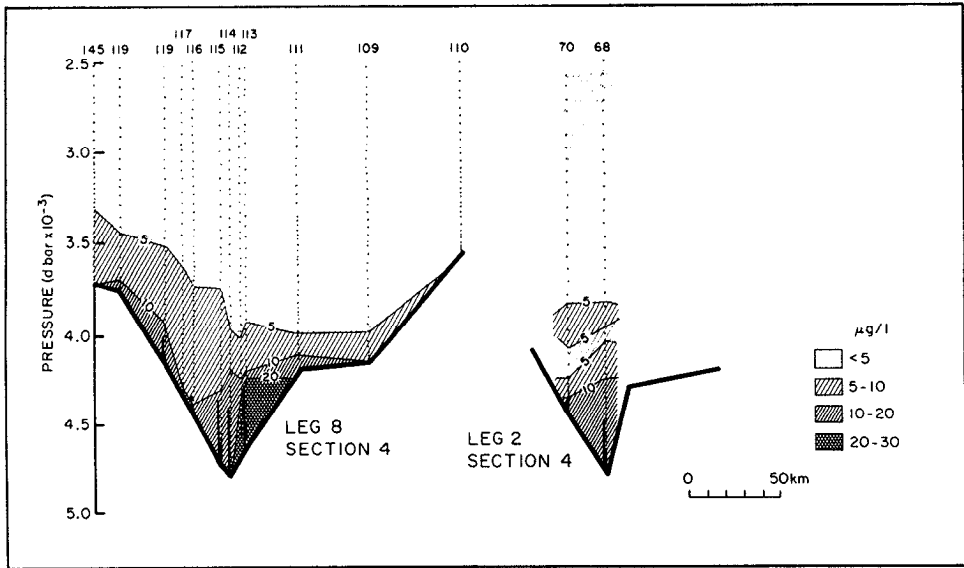 117
114 113
145 119 119 116 115 112 111 109 110
70 68
2.5
3.0
3.5
4.0
4.5
5.0
PRESSURE (d bar x10⁻³)
5
10
5
10
20
5
5
5
10
LEG 8
SECTION 4
LEG 2
SECTION 4
0 50km
µg/l
<5
5-10
10-20
20-30